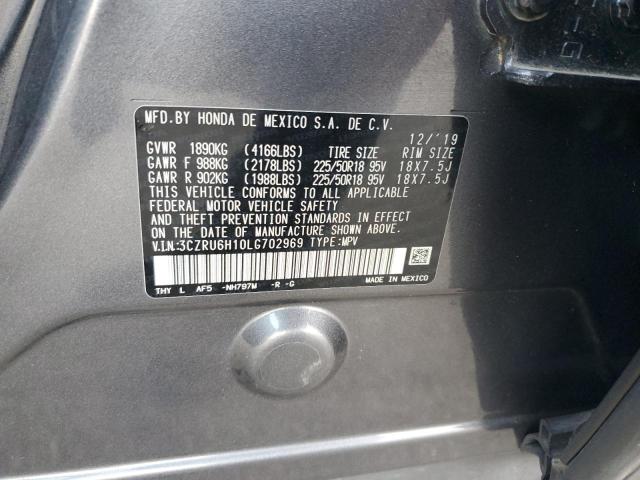 MFD.BY HONDA DE MEXICO S.A. DE C.V. 12/'19
GVWR 1890KG (4166LBS) TIRE SIZE RIM SIZE
GAWR F 988KG (2178LBS) 225/50R18 95V 18X7.5J
GAWR R 902KG (1988LBS) 225/50R18 95V 18X7.5J
THIS VEHICLE CONFORMS TO ALL APPLICABLE
FEDERAL MOTOR VEHICLE SAFETY
AND THEFT PREVENTION STANDARDS IN EFFECT
ON THE DATE OF MANUFACTURE SHOWN ABOVE.
V.I.N:3CZRU6H10LG702969 TYPE:MPV
THY L AF5 -NH797M -R -G MADE IN MEXICO